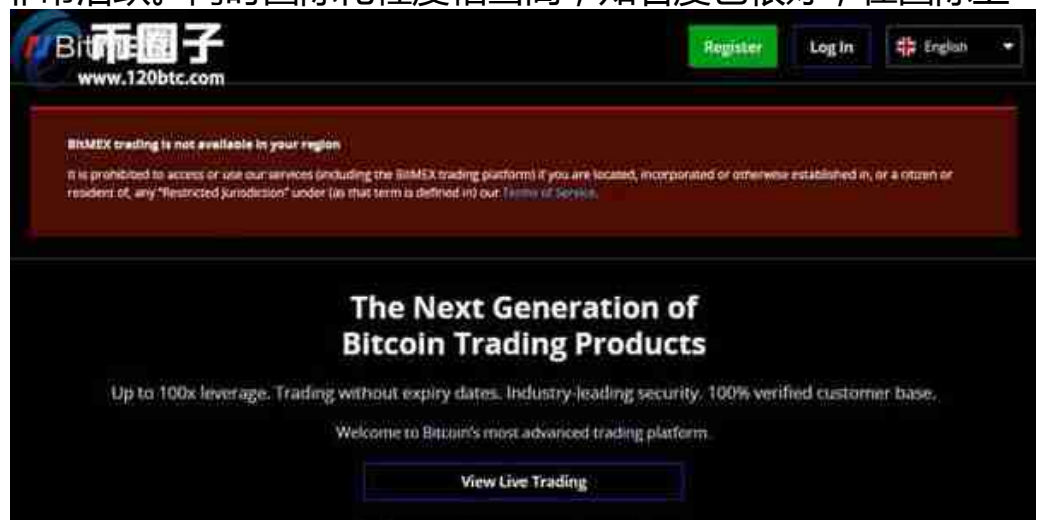 Bit币圈子
www.120btc.com
Register
Log In
English
BitMEX trading is not available in your region
It is prohibited to access or use our services (including the BitMEX trading platform) if you are located, incorporated or otherwise established in, or a citizen or
resident of, any "Restricted Jurisdiction" under (as that term is defined in) our Terms of Service.
The Next Generation of
Bitcoin Trading Products
Up to 100x leverage. Trading without expiry dates. Industry-leading security. 100% verified customer base.
Welcome to Bitcoin's most advanced trading platform.
View Live Trading